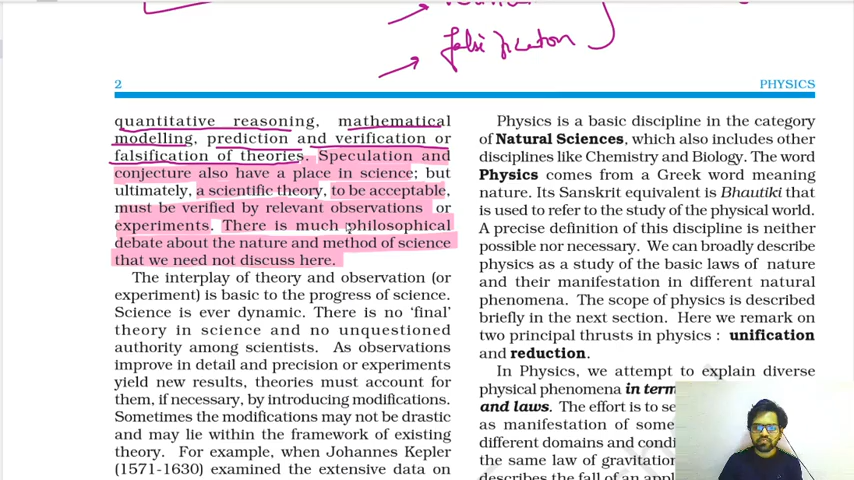 falsification
2
PHYSICS
quantitative reasoning, mathematical
modelling, prediction and verification or
falsification of theories. Speculation and
conjecture also have a place in science; but
ultimately, a scientific theory, to be acceptable,
must be verified by relevant observations or
experiments. There is much philosophical
debate about the nature and method of science
that we need not discuss here.
The interplay of theory and observation (or
experiment) is basic to the progress of science.
Science is ever dynamic. There is no ‘final’
theory in science and no unquestioned
authority among scientists. As observations
improve in detail and precision or experiments
yield new results, theories must account for
them, if necessary, by introducing modifications.
Sometimes the modifications may not be drastic
and may lie within the framework of existing
theory. For example, when Johannes Kepler
(1571-1630) examined the extensive data on
Physics is a basic discipline in the category
of Natural Sciences, which also includes other
disciplines like Chemistry and Biology. The word
Physics comes from a Greek word meaning
nature. Its Sanskrit equivalent is Bhautiki that
is used to refer to the study of the physical world.
A precise definition of this discipline is neither
possible nor necessary. We can broadly describe
physics as a study of the basic laws of nature
and their manifestation in different natural
phenomena. The scope of physics is described
briefly in the next section. Here we remark on
two principal thrusts in physics : unification
and reduction.
In Physics, we attempt to explain diverse
physical phenomena in
and laws. The effort is to
as manifestation of some
different domains and
the same law of
describes the fall of an